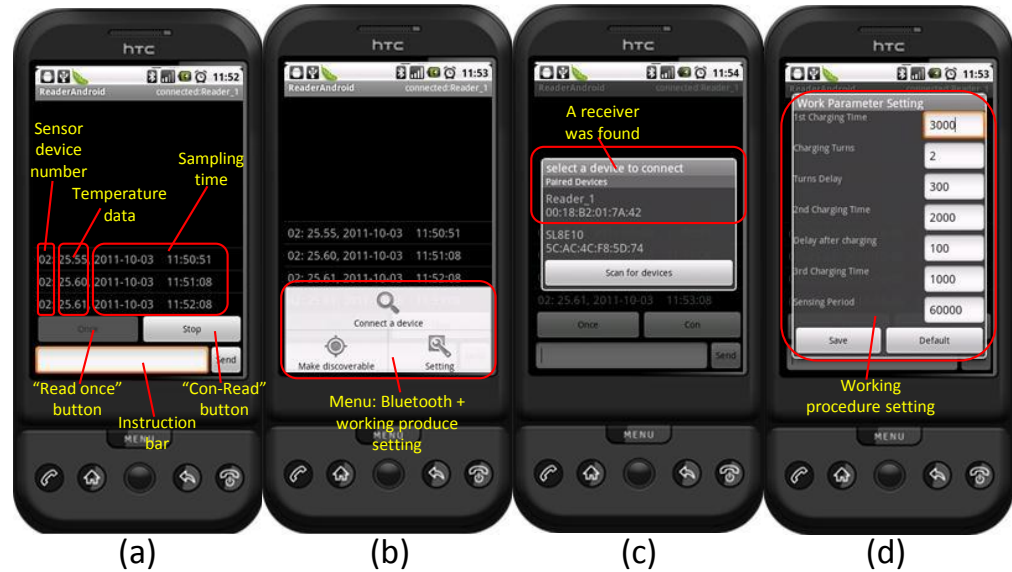 hTC
11:52
ReaderAndroid connected:Reader_1
Sensor
device
number
Temperature
data
Sampling
time
02: 25.55, 2011-10-03 11:50:51
02: 25.60, 2011-10-03 11:51:08
02: 25.61, 2011-10-03 11:52:08
Once Stop
Send
"Read once"
button
"Con-Read"
button
Instruction
bar
MENU
(a)
hTC
11:53
ReaderAndroid connected:Reader_1
02: 25.55, 2011-10-03 11:50:51
02: 25.60, 2011-10-03 11:51:08
02: 25.61, 2011-10-03 11:52:08
Connect a device
Make discoverable Setting
Menu: Bluetooth +
working produce
setting
MENU
(b)
hTC
11:54
ReaderAndroid connected:Reader_1
A receiver
was found
select a device to connect
Paired Devices
Reader_1
00:18:B2:01:7A:42
SL8E10
5C:AC:4C:F8:5D:74
Scan for devices
02: 25.61, 2011-10-03 11:53:08
Once Con
Send
MENU
(c)
hTC
11:53
ReaderAndroid connected:Reader_1
Work Parameter Setting
1st Charging Time 3000
Charging Turns 2
Turns Delay 300
2nd Charging Time 2000
Delay after charging 100
3rd Charging Time 1000
Sensing Period 60000
Save Default
Working
procedure setting
MENU
(d)